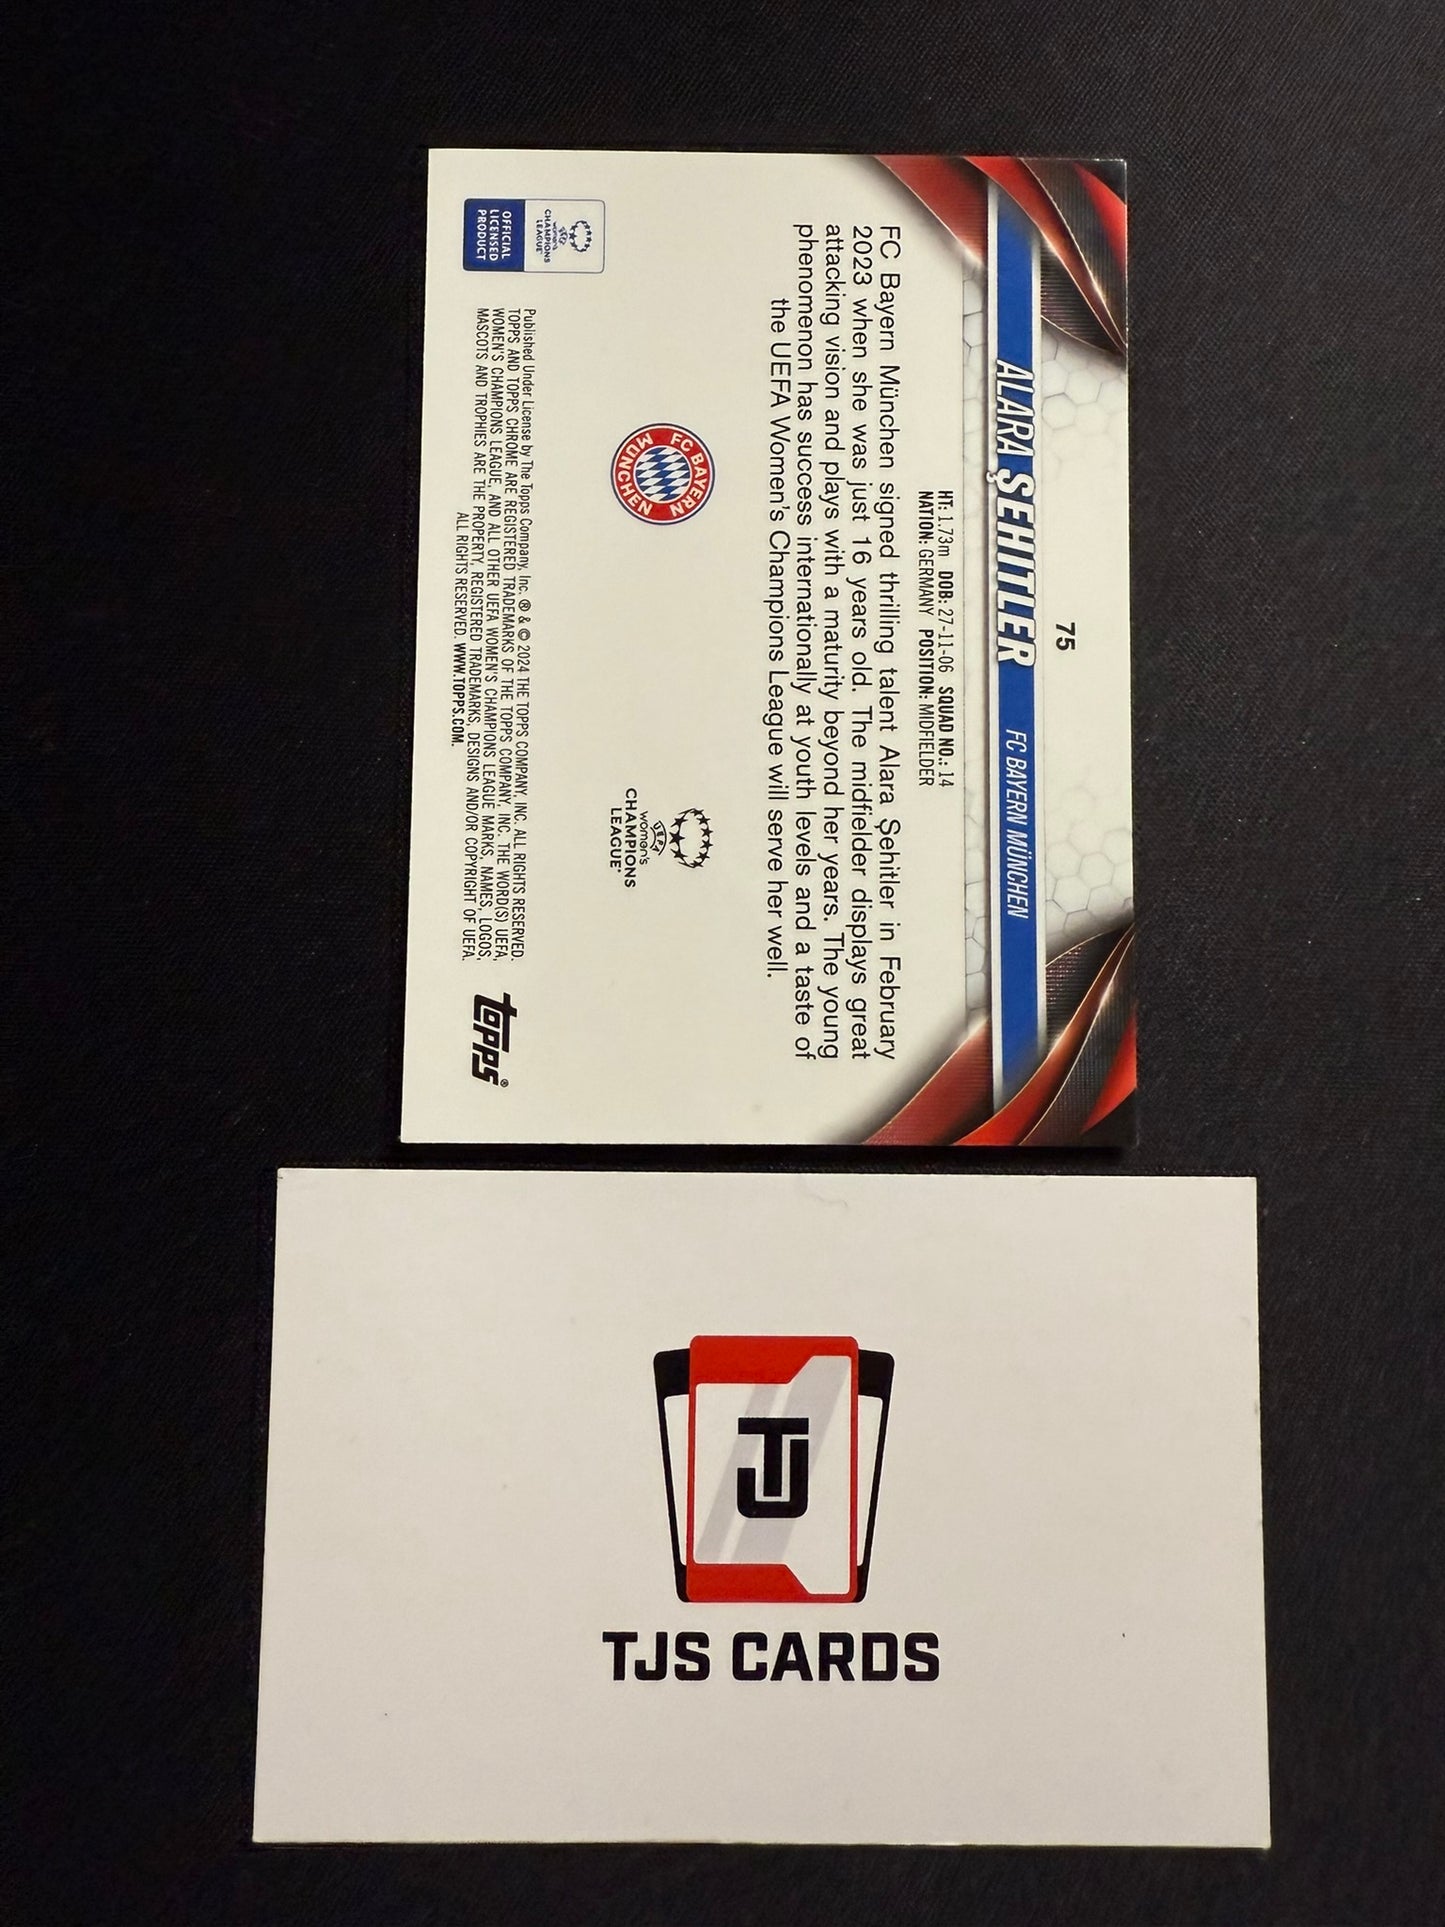 75
ALARA ŞEHITLER FC BAYERN MÜNCHEN
HT: 1.73m DOB: 27-11-06 SQUAD NO.: 14
NATION: GERMANY POSITION: MIDFIELDER
FC Bayern München signed thrilling talent Alara Şehitler in February
2023 when she was just 16 years old. The midfielder displays great
attacking vision and plays with a maturity beyond her years. The young
phenomenon has success internationally at youth levels and a taste of
the UEFA Women's Champions League will serve her well.
FC BAYERN
MÜNCHEN
UEFA
women's
CHAMPIONS
LEAGUE
UEFA
women's
CHAMPIONS
LEAGUE
OFFICIAL
LICENSED
PRODUCT
Published Under License by The Topps Company, Inc. ® & © 2024 THE TOPPS COMPANY, INC. ALL RIGHTS RESERVED.
TOPPS AND TOPPS CHROME ARE REGISTERED TRADEMARKS OF THE TOPPS COMPANY, INC. THE WORD(S) UEFA,
WOMEN'S CHAMPIONS LEAGUE, AND ALL OTHER UEFA WOMEN'S CHAMPIONS LEAGUE MARKS, NAMES, LOGOS,
MASCOTS AND TROPHIES ARE THE PROPERTY, REGISTERED TRADEMARKS, DESIGNS AND/OR COPYRIGHT OF UEFA.
ALL RIGHTS RESERVED. WWW.TOPPS.COM.
topps®
TJ
TJS CARDS